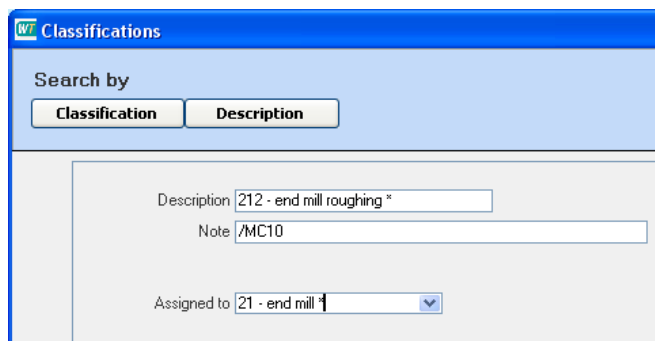 WT Classifications
Search by
Classification Description
Description 212 - end mill roughing *
Note /MC10
Assigned to 21 - end mill *